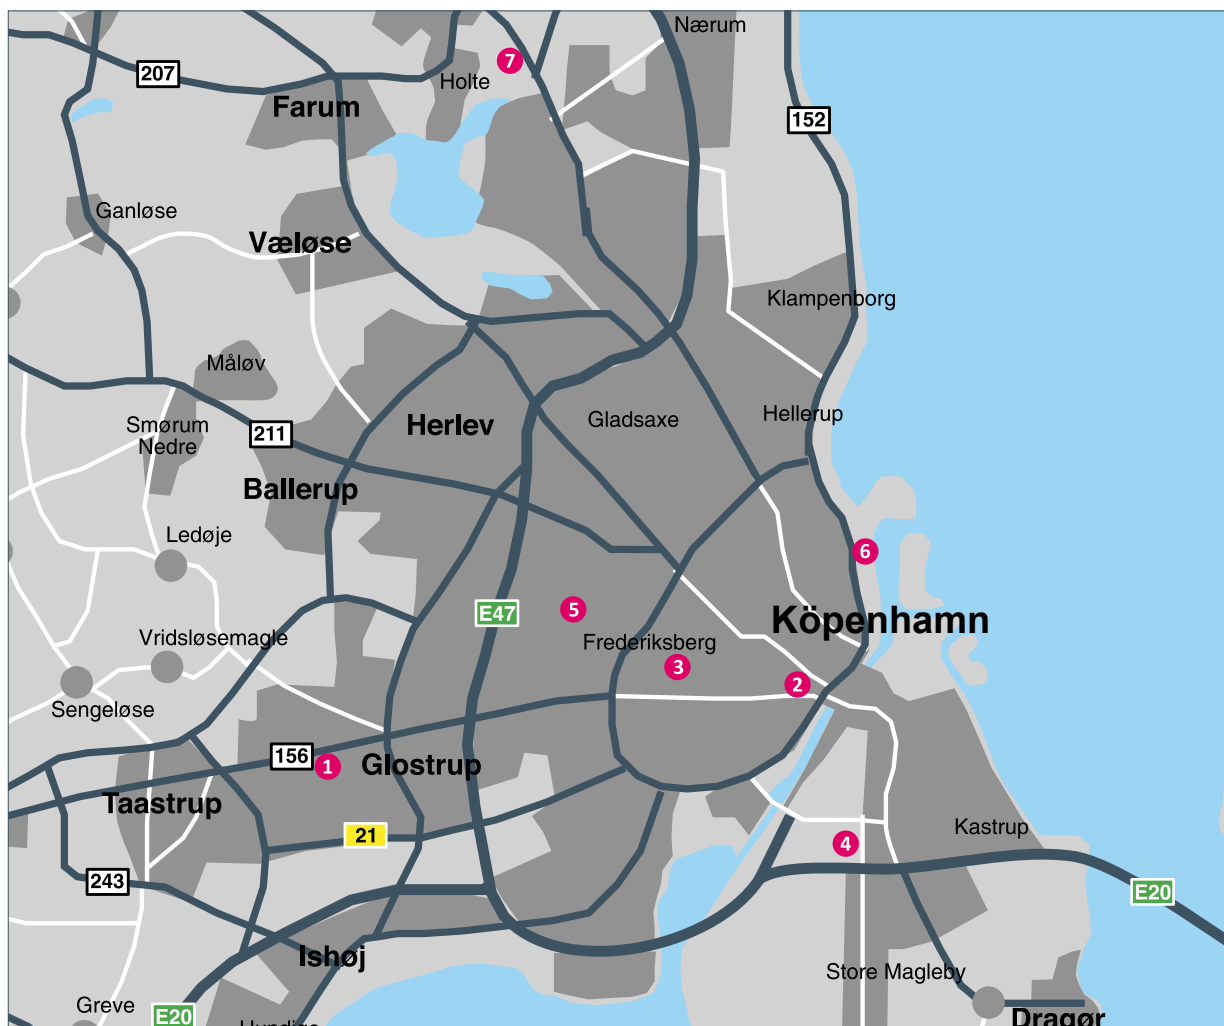 Nærum
7
207
Holte
Farum
152
Ganløse
Væløse
Klampenborg
Måløv
Smørum
Nedre
Herlev
Gladsaxe
Hellerup
211
Ballerup
Ledøje
6
E47
5
Köpenhamn
Vridsløsemagle
Frederiksberg
3
2
Sengeløse
156
1
Glostrup
Taastrup
21
Kastrup
4
243
E20
Ishøj
Store Magleby
Greve
E20
Hundige
Dragør